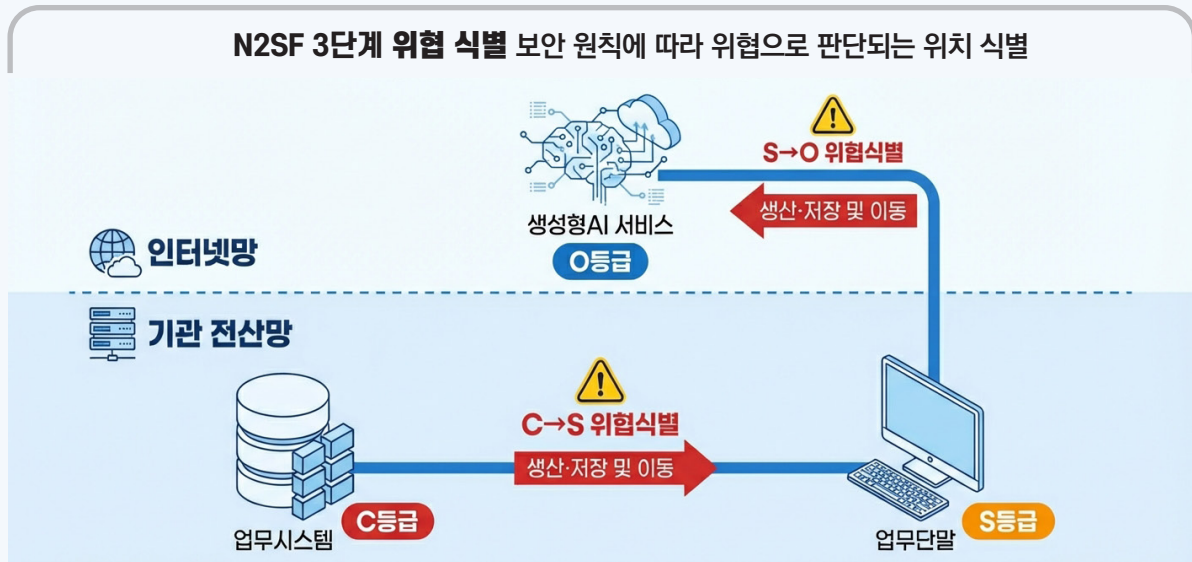 N2SF 3단계 위협 식별 보안 원칙에 따라 위협으로 판단되는 위치 식별
S→O 위협식별
생산·저장 및 이동
생성형AI 서비스
O등급
인터넷망
기관 전산망
C→S 위협식별
생산·저장 및 이동
업무시스템
C등급
업무단말
S등급